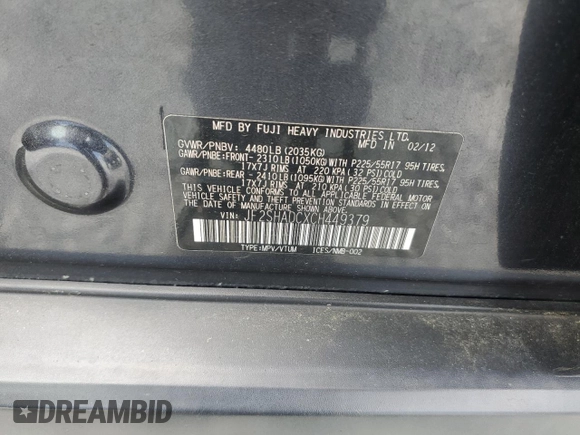 MFD BY FUJI HEAVY INDUSTRIES LTD.
GVWR/PNBV: 4480LB (2035KG) MFD IN 02/12
GAWR/PNBE: FRONT- 2310LB(1050KG) WITH P225/55R17 95H TIRES,
17X7J RIMS AT 220 KPA (32 PSI) COLD
GAWR/PNBE: REAR - 2410LB(1095KG) WITH P225/55R17 95H TIRES,
17X7J RIMS AT 210 KPA (30 PSI) COLD
THIS VEHICLE CONFORMS TO ALL APPLICABLE FEDERAL MOTOR
VEHICLE SAFETY AND THEFT PREVENTION STANDARDS IN EFFECT ON
THE DATE OF MANUFACTURE SHOWN ABOVE.
VIN: JF2SHADCXCH449379
TYPE:MPV/VTUM ICES/NMB-002
DREAMBID